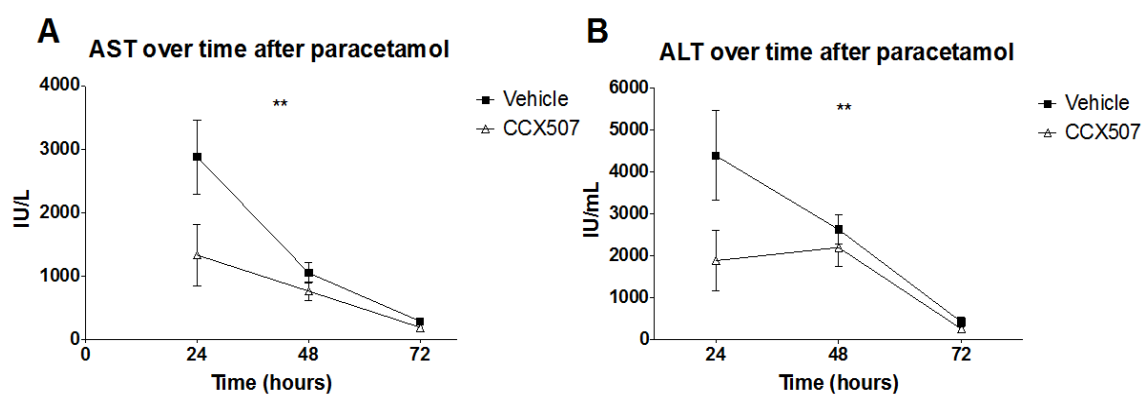 A
AST over time after paracetamol
4000
3000
2000
1000
0
IU/L
**
Vehicle
CCX507
0 24 48 72
Time (hours)
B
ALT over time after paracetamol
6000
5000
4000
3000
2000
1000
0
IU/mL
**
Vehicle
CCX507
24 48 72
Time (hours)